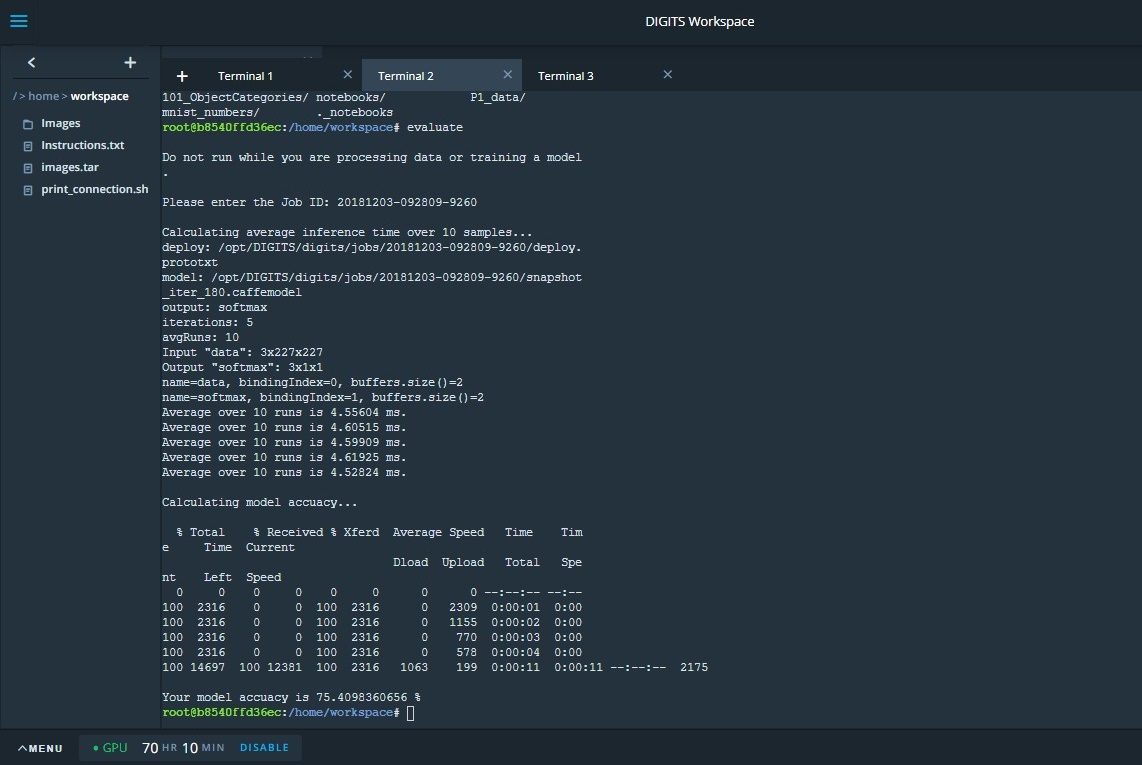 DIGITS Workspace
/ > home > workspace
Images
Instructions.txt
images.tar
print_connection.sh
+ Terminal 1 × Terminal 2 × Terminal 3 ×
101_ObjectCategories/ notebooks/ P1_data/
mnist_numbers/ ._notebooks
root@b8540ffd36ec:/home/workspace# evaluate
Do not run while you are processing data or training a model
.
Please enter the Job ID: 20181203-092809-9260
Calculating average inference time over 10 samples...
deploy: /opt/DIGITS/digits/jobs/20181203-092809-9260/deploy.
prototxt
model: /opt/DIGITS/digits/jobs/20181203-092809-9260/snapshot
_iter_180.caffemodel
output: softmax
iterations: 5
avgRuns: 10
Input "data": 3x227x227
Output "softmax": 3x1x1
name=data, bindingIndex=0, buffers.size()=2
name=softmax, bindingIndex=1, buffers.size()=2
Average over 10 runs is 4.55604 ms.
Average over 10 runs is 4.60515 ms.
Average over 10 runs is 4.59909 ms.
Average over 10 runs is 4.61925 ms.
Average over 10 runs is 4.52824 ms.
Calculating model accuacy...
% Total % Received % Xferd Average Speed Time Tim
e Time Current
Dload Upload Total Spe
nt Left Speed
0 0 0 0 0 0 0 0 --:--:-- --:--
100 2316 0 0 100 2316 0 2309 0:00:01 0:00
100 2316 0 0 100 2316 0 1155 0:00:02 0:00
100 2316 0 0 100 2316 0 770 0:00:03 0:00
100 2316 0 0 100 2316 0 578 0:00:04 0:00
100 14697 100 12381 100 2316 1063 199 0:00:11 0:00:11 --:--:-- 2175
Your model accuacy is 75.4098360656 %
root@b8540ffd36ec:/home/workspace#
MENU GPU 70 HR 10 MIN DISABLE